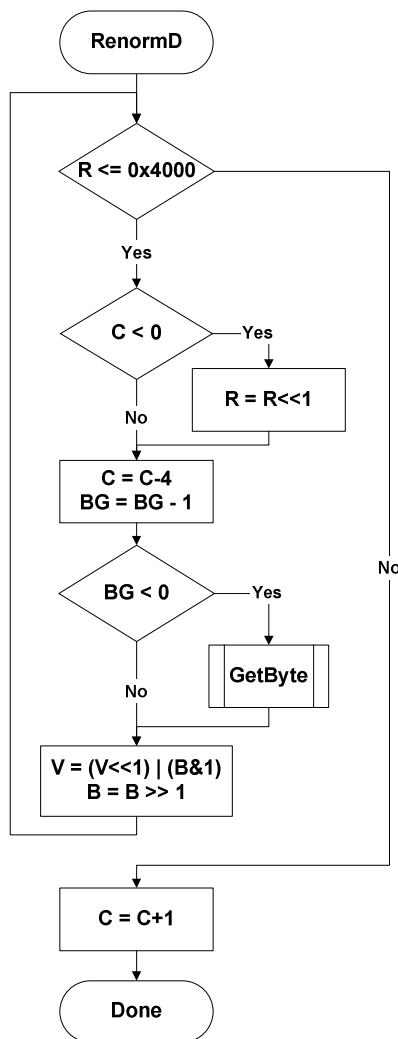 RenormD
R <= 0x4000
Yes
C < 0
Yes
R = R<<1
No
C = C-4
BG = BG - 1
No
BG < 0
Yes
GetByte
No
V = (V<<1) | (B&1)
B = B >> 1
C = C+1
Done